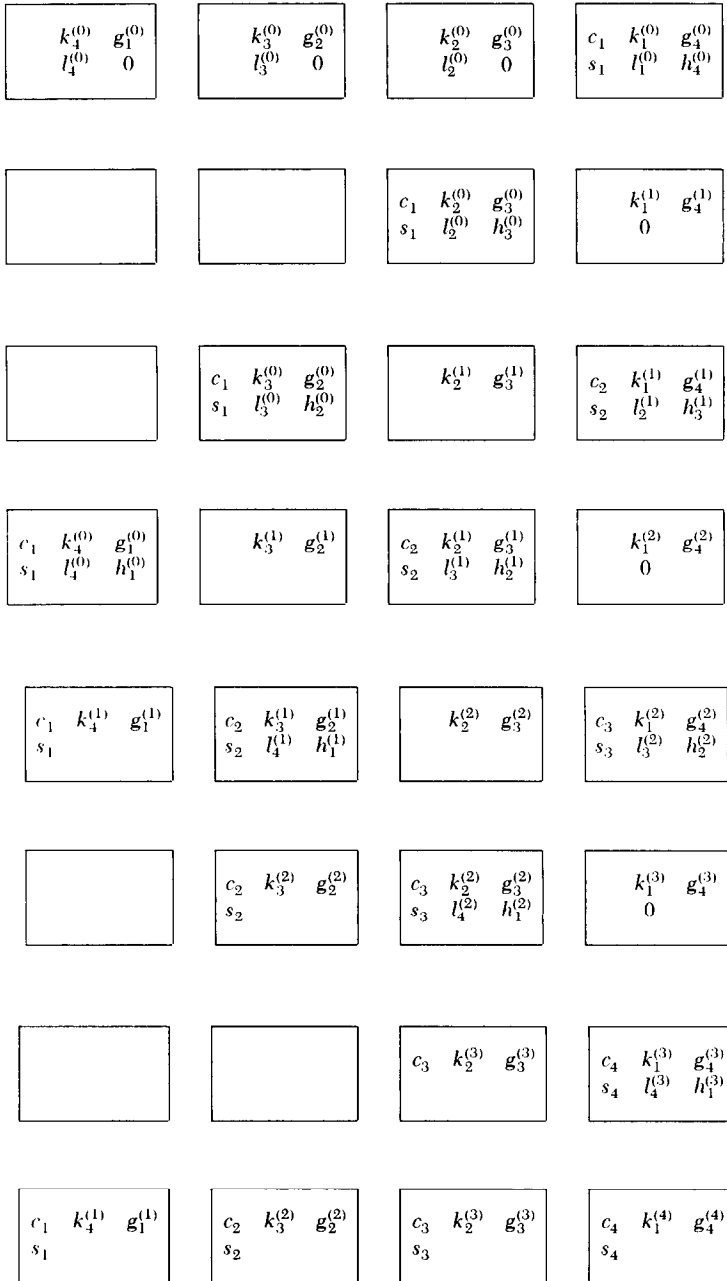 k_4^{(0)} g_1^{(0)} k_3^{(0)} g_2^{(0)} k_2^{(0)} g_3^{(0)} c_1 k_1^{(0)} g_4^{(0)}
l_4^{(0)} 0 l_3^{(0)} 0 l_2^{(0)} 0 s_1 l_1^{(0)} h_4^{(0)}
c_1 k_2^{(0)} g_3^{(0)} k_1^{(1)} g_4^{(1)}
s_1 l_2^{(0)} h_3^{(0)} 0
c_1 k_3^{(0)} g_2^{(0)} k_2^{(1)} g_3^{(1)} c_2 k_1^{(1)} g_4^{(1)}
s_1 l_3^{(0)} h_2^{(0)} s_2 l_2^{(1)} h_3^{(1)}
c_1 k_4^{(0)} g_1^{(0)} k_3^{(1)} g_2^{(1)} c_2 k_2^{(1)} g_3^{(1)} k_1^{(2)} g_4^{(2)}
s_1 l_4^{(0)} h_1^{(0)} s_2 l_3^{(1)} h_2^{(1)} 0
c_1 k_4^{(1)} g_1^{(1)} c_2 k_3^{(1)} g_2^{(1)} k_2^{(2)} g_3^{(2)} c_3 k_1^{(2)} g_4^{(2)}
s_1 s_2 l_4^{(1)} h_1^{(1)} s_3 l_3^{(2)} h_2^{(2)}
c_2 k_3^{(2)} g_2^{(2)} c_3 k_2^{(2)} g_3^{(2)} k_1^{(3)} g_4^{(3)}
s_2 s_3 l_4^{(2)} h_1^{(2)} 0
c_3 k_2^{(3)} g_3^{(3)} c_4 k_1^{(3)} g_4^{(3)}
s_4 l_4^{(3)} h_1^{(3)}
c_1 k_4^{(1)} g_1^{(1)} c_2 k_3^{(2)} g_2^{(2)} c_3 k_2^{(3)} g_3^{(3)} c_4 k_1^{(4)} g_4^{(4)}
s_1 s_2 s_3 s_4